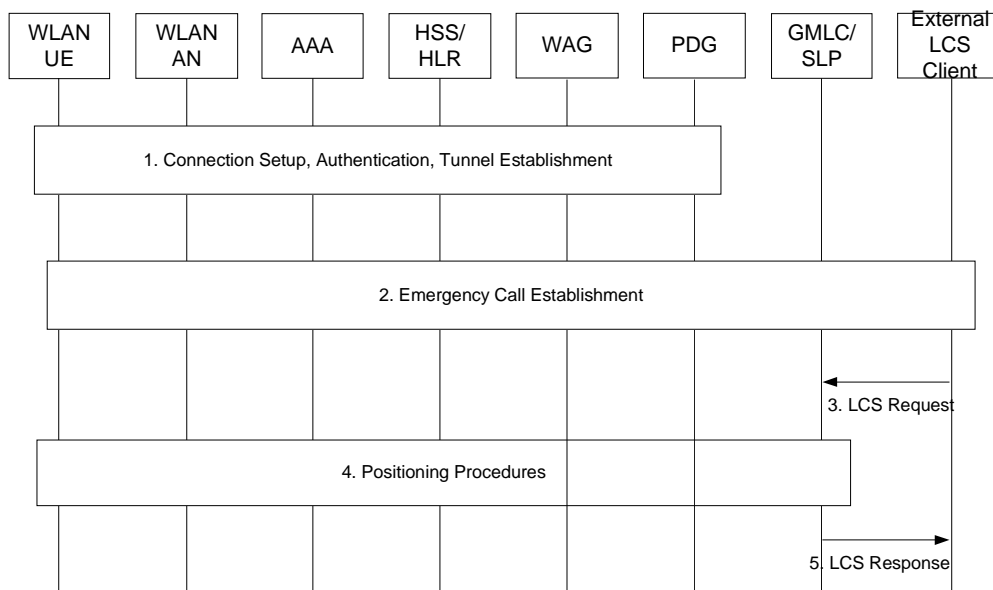 WLAN
UE
WLAN
AN
AAA
HSS/
HLR
WAG
PDG
GMLC/
SLP
External
LCS
Client
1. Connection Setup, Authentication, Tunnel Establishment
2. Emergency Call Establishment
3. LCS Request
4. Positioning Procedures
5. LCS Response